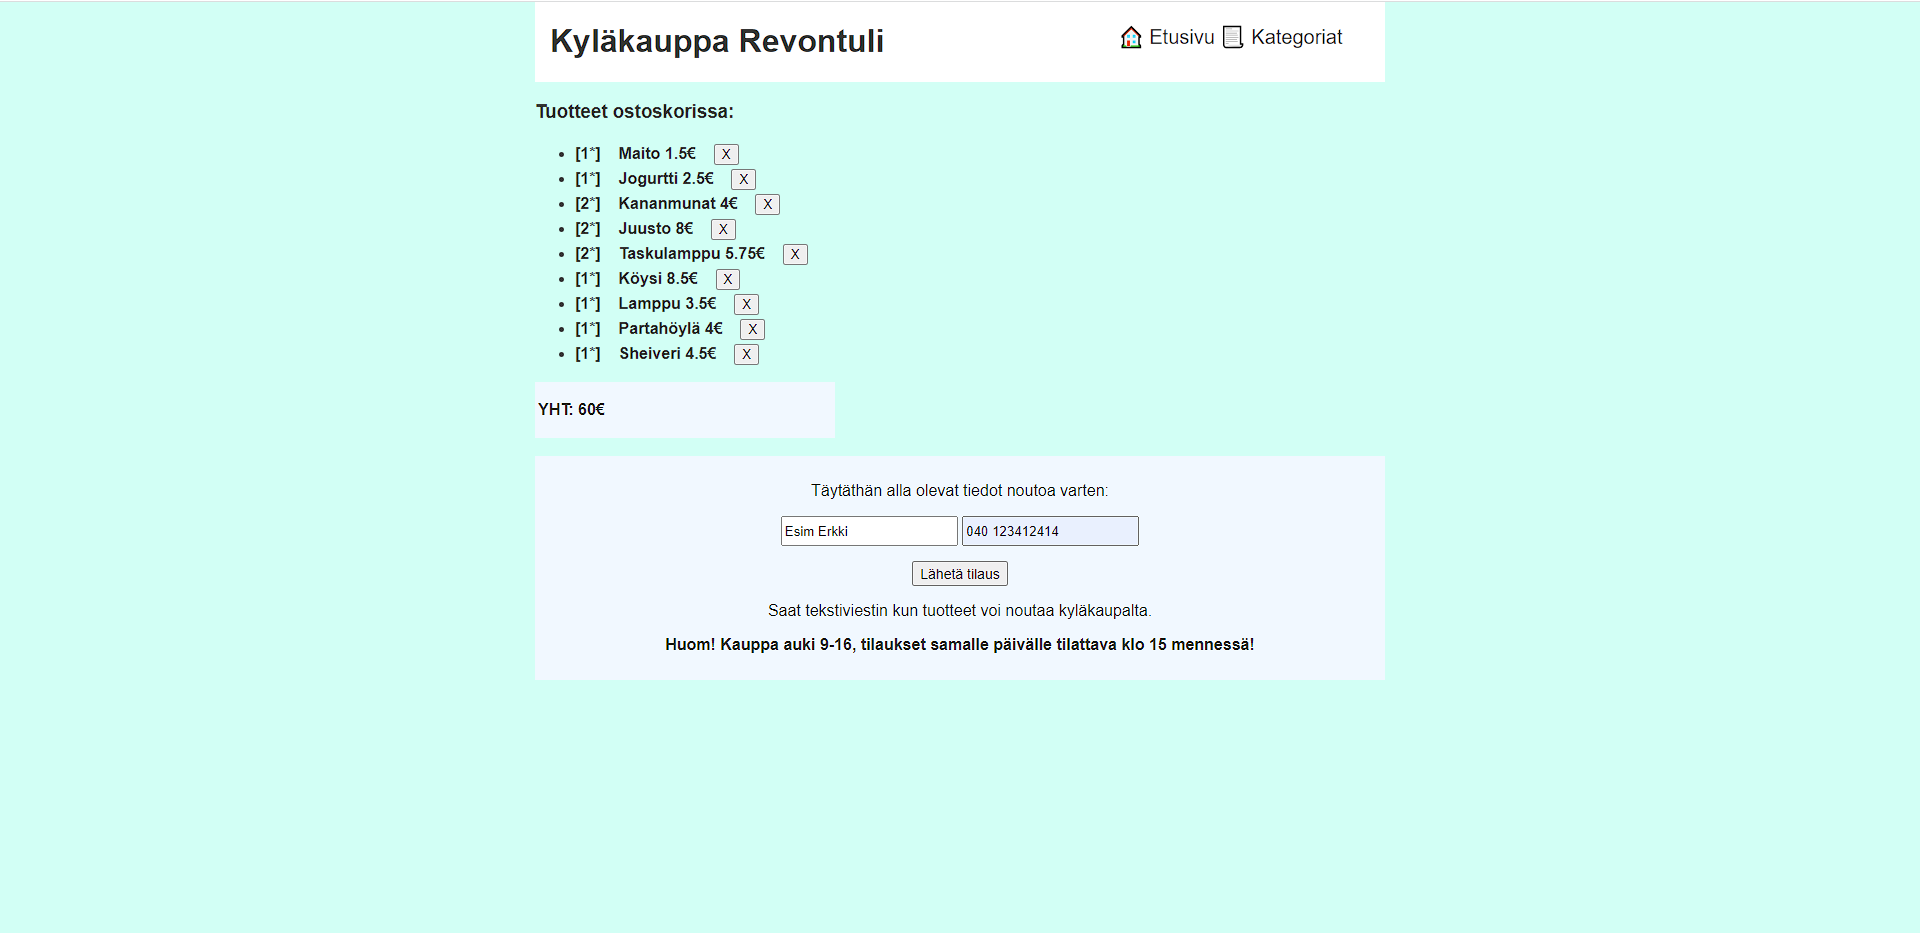 Kyläkauppa Revontuli
Etusivu Kategoriat
Tuotteet ostoskorissa:
[1*] Maito 1.5€ X
[1*] Jogurtti 2.5€ X
[2*] Kananmunat 4€ X
[2*] Juusto 8€ X
[2*] Taskulamppu 5.75€ X
[1*] Köysi 8.5€ X
[1*] Lamppu 3.5€ X
[1*] Partahöylä 4€ X
[1*] Sheiveri 4.5€ X
YHT: 60€
Täytäthän alla olevat tiedot noutoa varten:
Esim Erkki 040 123412414
Lähetä tilaus
Saat tekstiviestin kun tuotteet voi noutaa kyläkaupalta.
Huom! Kauppa auki 9-16, tilaukset samalle päivälle tilattava klo 15 mennessä!